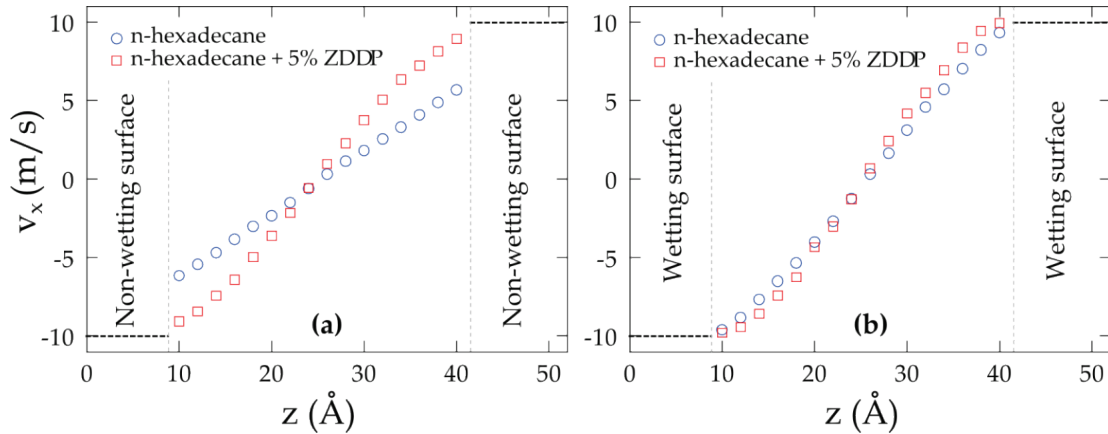 10
5
0
-5
-10
v_x (m/s)
n-hexadecane
n-hexadecane + 5% ZDDP
Non-wetting surface
Non-wetting surface
(a)
0
10
20
30
40
50
z (Å)
10
5
0
-5
-10
n-hexadecane
n-hexadecane + 5% ZDDP
Wetting surface
Wetting surface
(b)
0
10
20
30
40
50
z (Å)